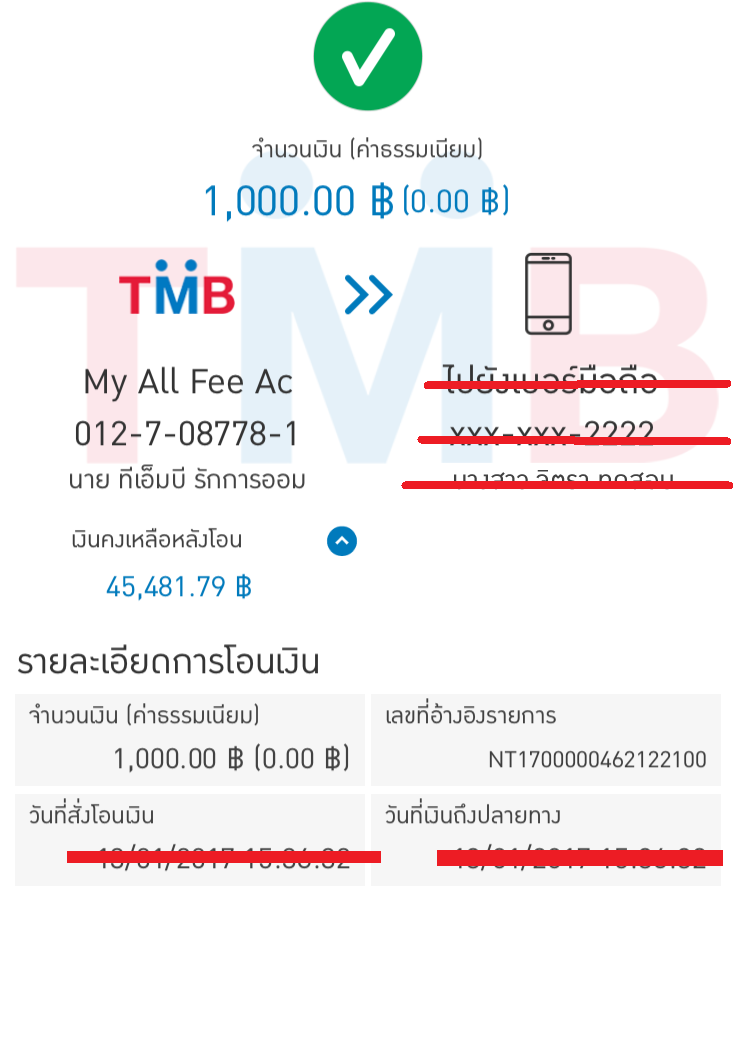 จำนวนเงิน (ค่าธรรมเนียม)
1,000.00 ฿ (0.00 ฿)
TMB
TMB
My All Fee Ac
012-7-08778-1
นาย ทีเอ็มบี รักการออม
ไปยังเบอร์มือถือ
xxx-xxx-2222
เงินคงเหลือหลังโอน
45,481.79 ฿
รายละเอียดการโอนเงิน
จำนวนเงิน (ค่าธรรมเนียม)
1,000.00 ฿ (0.00 ฿)
เลขที่อ้างอิงรายการ
NT1700000462122100
วันที่สั่งโอนเงิน
วันที่เงินถึงปลายทาง